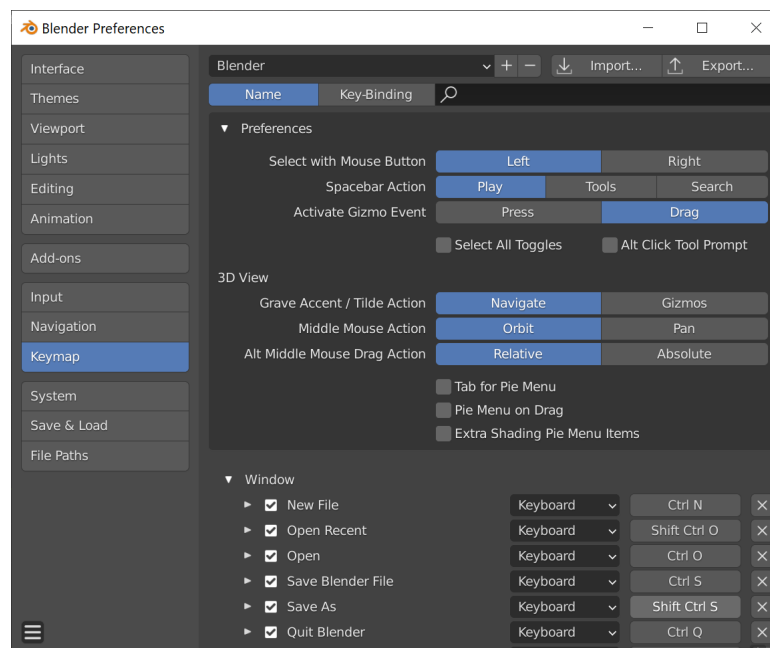 Blender Preferences
Interface
Themes
Viewport
Lights
Editing
Animation
Add-ons
Input
Navigation
Keymap
System
Save & Load
File Paths
Blender Import... Export...
Name Key-Binding
Preferences
Select with Mouse Button Left Right
Spacebar Action Play Tools Search
Activate Gizmo Event Press Drag
Select All Toggles Alt Click Tool Prompt
3D View
Grave Accent / Tilde Action Navigate Gizmos
Middle Mouse Action Orbit Pan
Alt Middle Mouse Drag Action Relative Absolute
Tab for Pie Menu
Pie Menu on Drag
Extra Shading Pie Menu Items
Window
New File Keyboard Ctrl N
Open Recent Keyboard Shift Ctrl O
Open Keyboard Ctrl O
Save Blender File Keyboard Ctrl S
Save As Keyboard Shift Ctrl S
Quit Blender Keyboard Ctrl Q